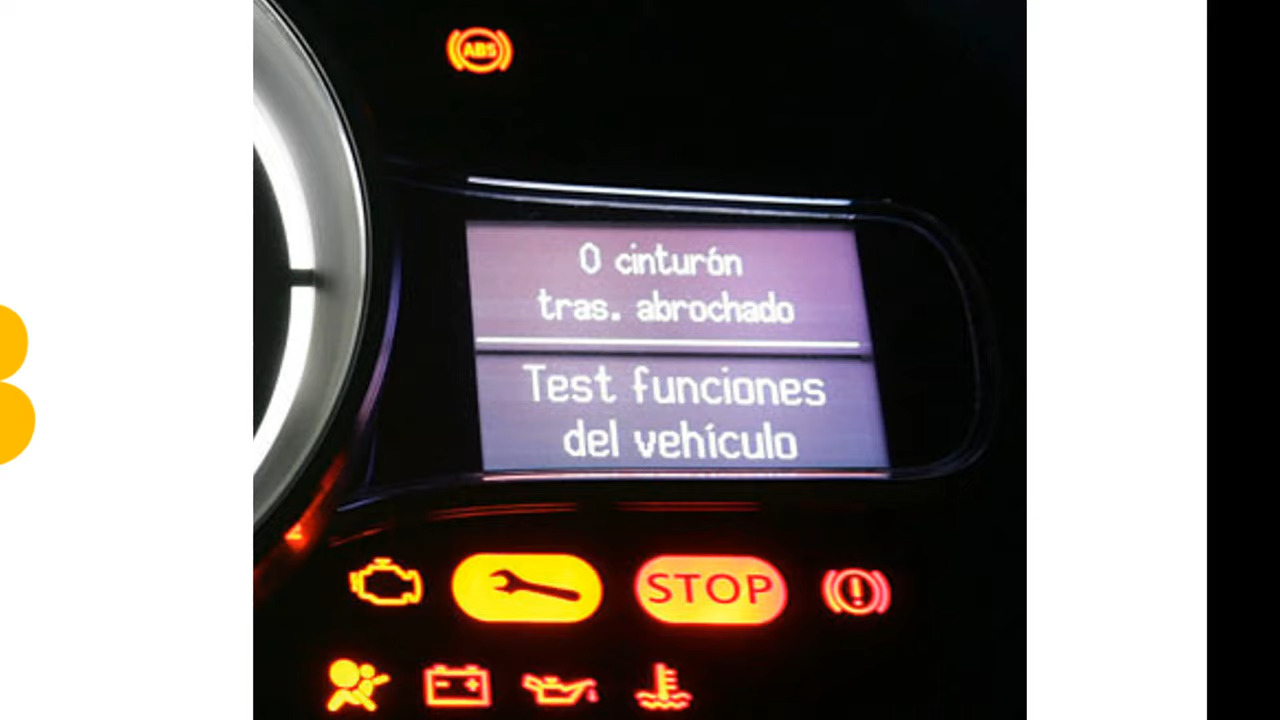 ABS
0 cinturón
tras. abrochado
Test funciones
del vehículo
STOP